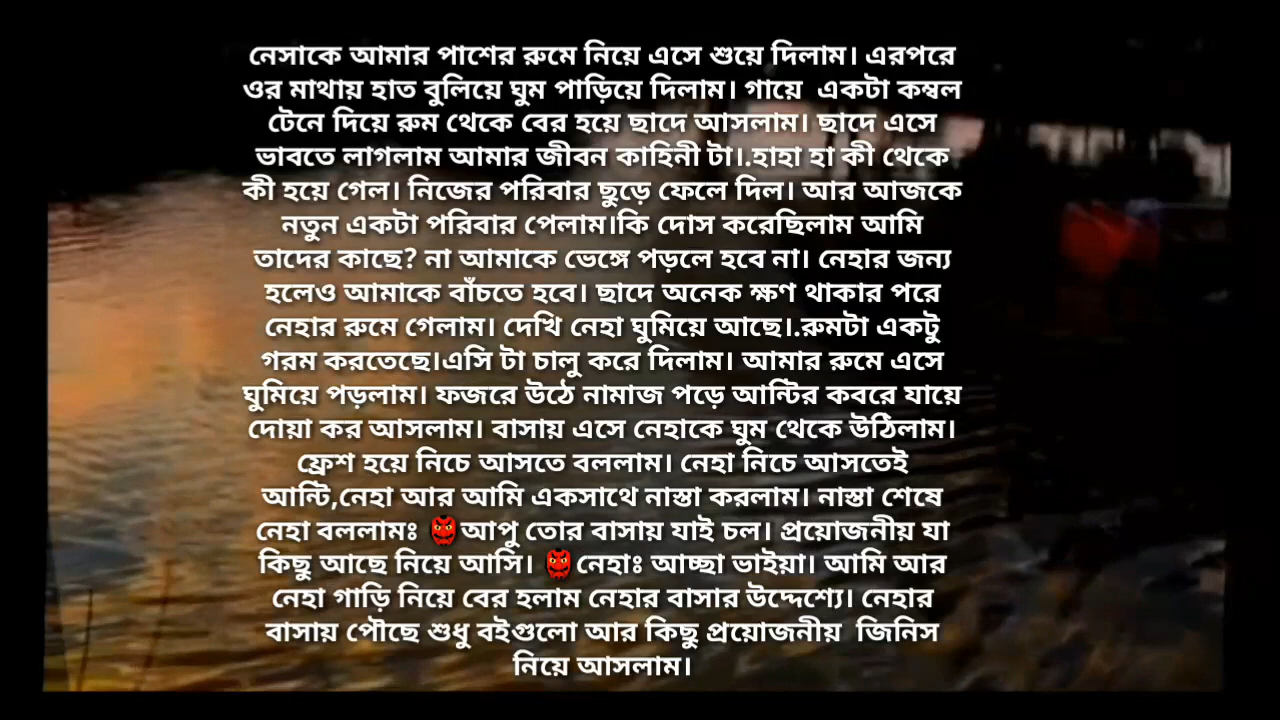 নেসাকে আমার পাশের রুমে নিয়ে এসে শুয়ে দিলাম। এরপরে
ওর মাথায় হাত বুলিয়ে ঘুম পাড়িয়ে দিলাম। গায়ে একটা কম্বল
টেনে দিয়ে রুম থেকে বের হয়ে ছাদে আসলাম। ছাদে এসে
ভাবতে লাগলাম আমার জীবন কাহিনী টা।.হাহা হা কী থেকে
কী হয়ে গেল। নিজের পরিবার ছুড়ে ফেলে দিল। আর আজকে
নতুন একটা পরিবার পেলাম।কি দোস করেছিলাম আমি
তাদের কাছে? না আমাকে ভেঙ্গে পড়লে হবে না। নেহার জন্য
হলেও আমাকে বাঁচতে হবে। ছাদে অনেক ক্ষণ থাকার পরে
নেহার রুমে গেলাম। দেখি নেহা ঘুমিয়ে আছে।.রুমটা একটু
গরম করতেছে।এসি টা চালু করে দিলাম। আমার রুমে এসে
ঘুমিয়ে পড়লাম। ফজরে উঠে নামাজ পড়ে আন্টির কবরে যায়ে
দোয়া কর আসলাম। বাসায় এসে নেহাকে ঘুম থেকে উঠিলাম।
ফ্রেশ হয়ে নিচে আসতে বললাম। নেহা নিচে আসতেই
আন্টি,নেহা আর আমি একসাথে নাস্তা করলাম। নাস্তা শেষে
নেহা বললামঃ 👹আপু তোর বাসায় যাই চল। প্রয়োজনীয় যা
কিছু আছে নিয়ে আসি। 👹নেহাঃ আচ্ছা ভাইয়া। আমি আর
নেহা গাড়ি নিয়ে বের হলাম নেহার বাসার উদ্দেশ্যে। নেহার
বাসায় পৌছে শুধু বইগুলো আর কিছু প্রয়োজনীয় জিনিস
নিয়ে আসলাম।